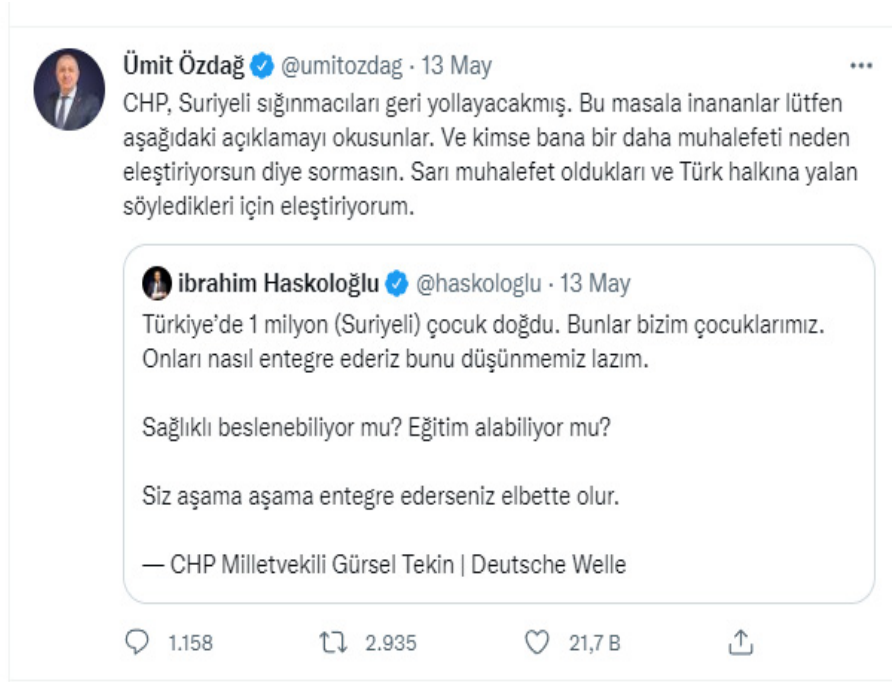 Ümit Özdağ @umitozdag · 13 May
CHP, Suriyeli sığınmacıları geri yollayacakmış. Bu masala inananlar lütfen
aşağıdaki açıklamayı okusunlar. Ve kimse bana bir daha muhalefeti neden
eleştiriyorsun diye sormasın. Sarı muhalefet oldukları ve Türk halkına yalan
söyledikleri için eleştiriyorum.
ibrahim Haskoloğlu @haskologlu · 13 May
Türkiye'de 1 milyon (Suriyeli) çocuk doğdu. Bunlar bizim çocuklarımız.
Onları nasıl entegre ederiz bunu düşünmemiz lazım.
Sağlıklı beslenebiliyor mu? Eğitim alabiliyor mu?
Siz aşama aşama entegre ederseniz elbette olur.
— CHP Milletvekili Gürsel Tekin | Deutsche Welle
1.158 2.935 21,7 B